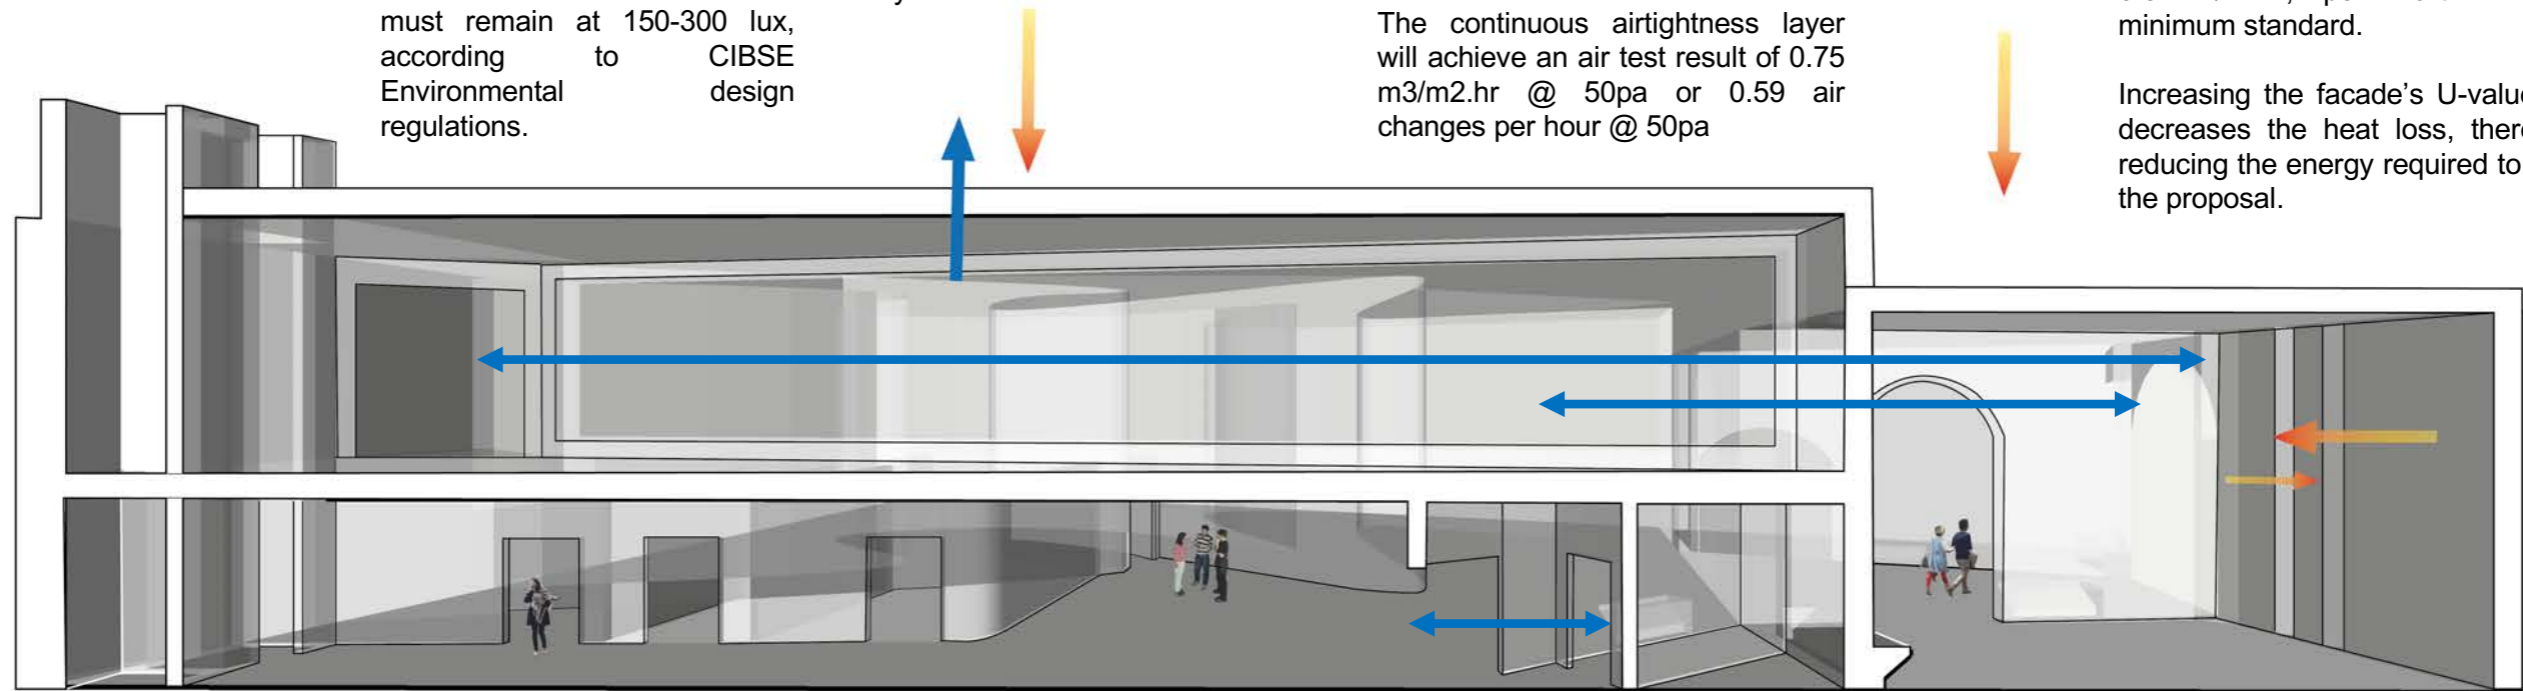 must remain at 150-300 lux,
according to CIBSE
Environmental design
regulations.
The continuous airtightness layer
will achieve an air test result of 0.75
m3/m2.hr @ 50pa or 0.59 air
changes per hour @ 50pa
minimum standard.
Increasing the facade’s U-value
decreases the heat loss, there
reducing the energy required to
the proposal.